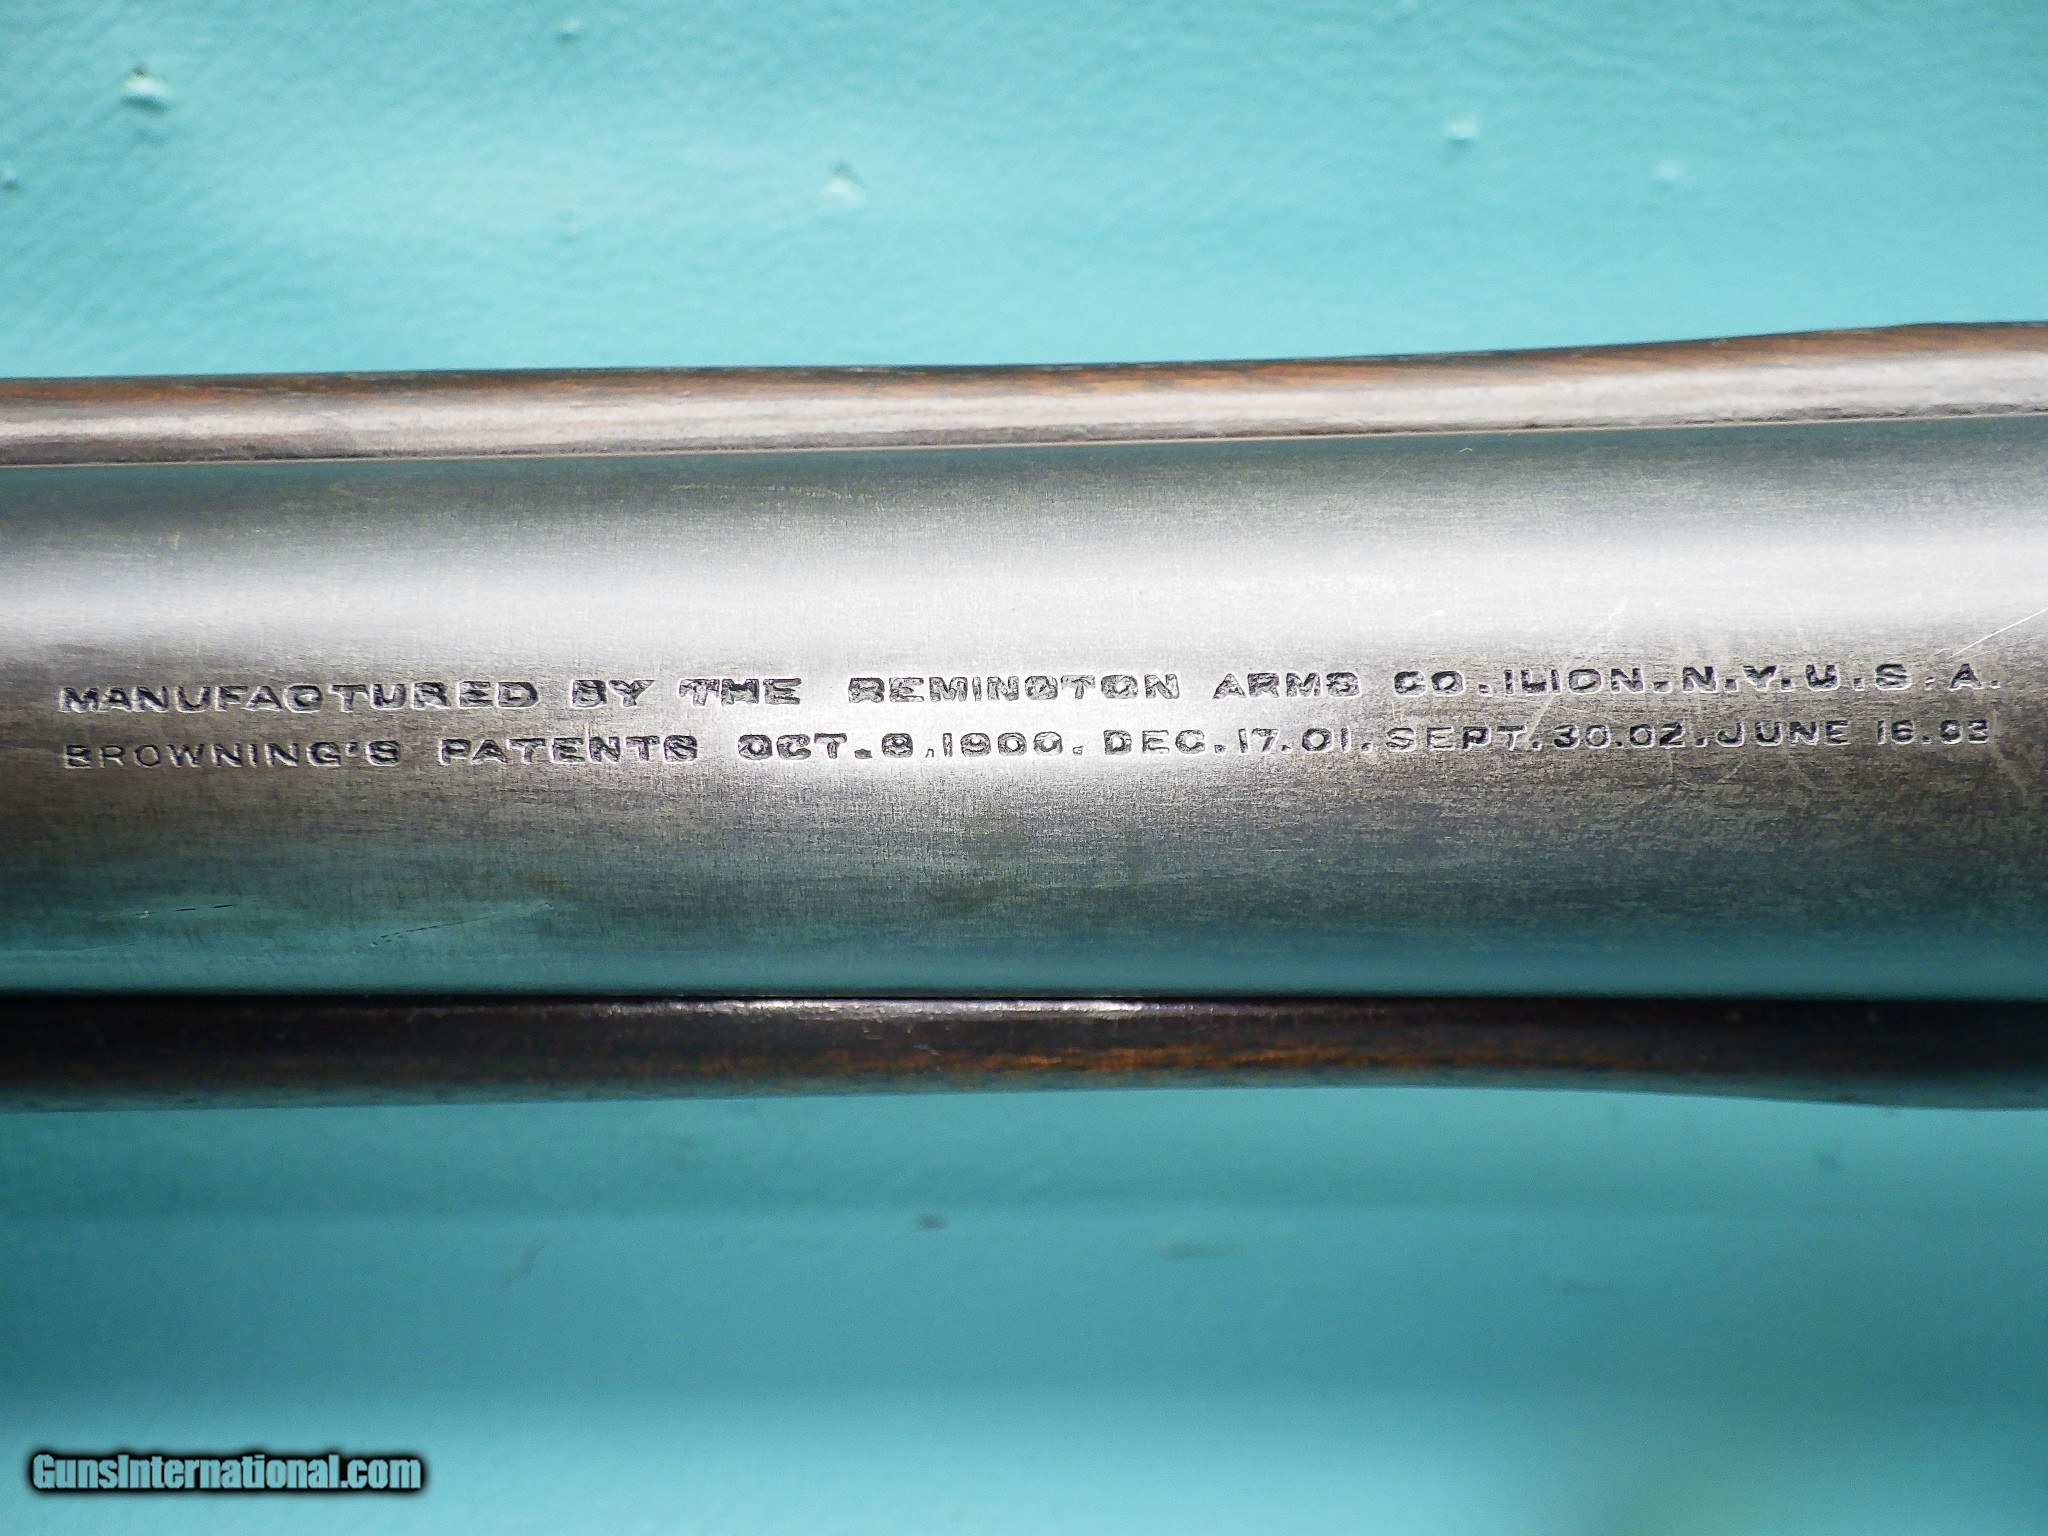 MANUFACTURED BY THE REMINGTON ARMS CO. ILION. N.Y. U.S.A.
BROWNING'S PATENTS OCT. 9, 1900. DEC. 17. 01. SEPT. 30. 02. JUNE 16. 03
GunsInternational.com